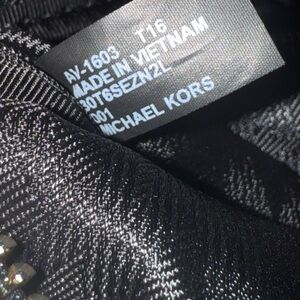 AV-1603 T16
MADE IN VIETNAM
30T6SEZN2L
001
MICHAEL KORS